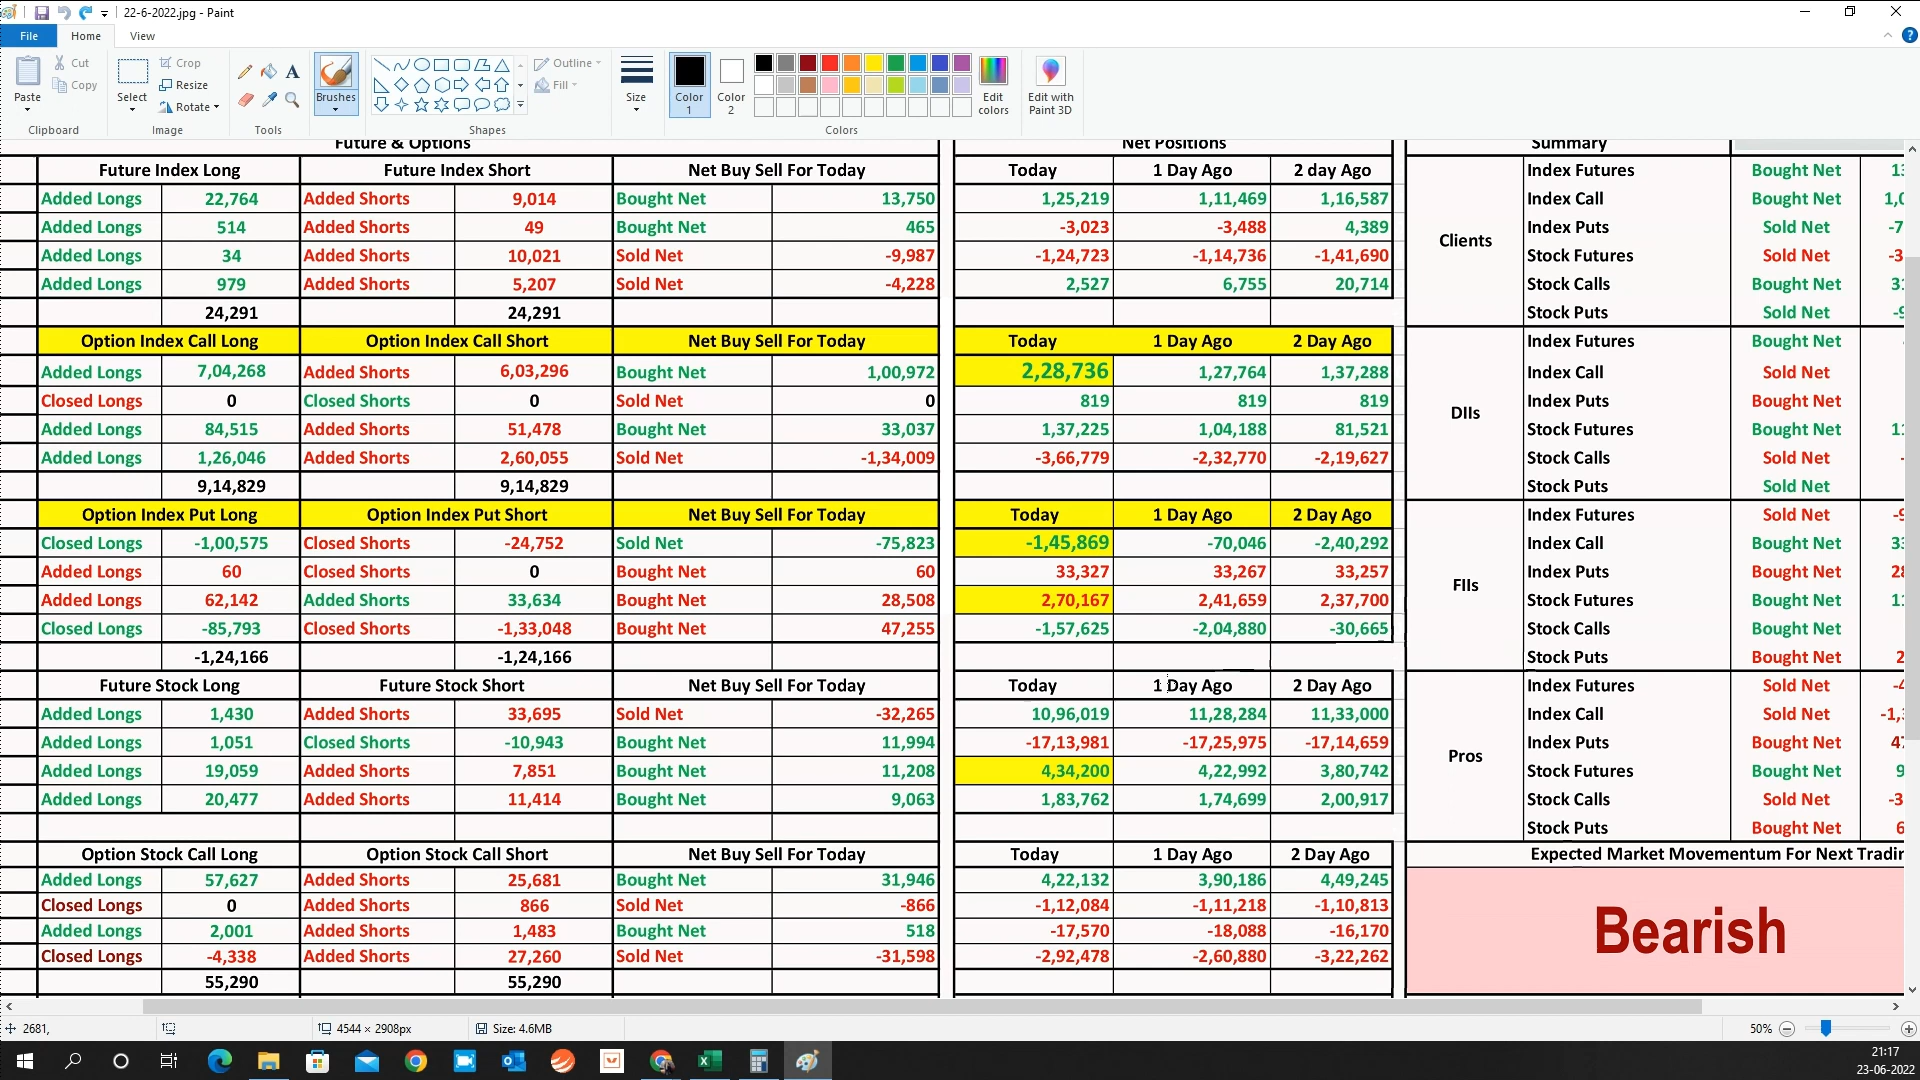 22-6-2022.jpg - Paint
File Home View
Paste Cut Copy Clipboard
Select Crop Resize Rotate Image
Tools
Brushes
Shapes Outline Fill
Size
Color 1 Color 2 Colors
Edit colors
Edit with Paint 3D
Future & Options Net Positions Summary
Future Index Long Future Index Short Net Buy Sell For Today Today 1 Day Ago 2 day Ago Index Futures Bought Net
Added Longs 22,764 Added Shorts 9,014 Bought Net 13,750 1,25,219 1,11,469 1,16,587 Index Call Bought Net
Added Longs 514 Added Shorts 49 Bought Net 465 -3,023 -3,488 4,389 Index Puts Sold Net
Clients
Added Longs 34 Added Shorts 10,021 Sold Net -9,987 -1,24,723 -1,14,736 -1,41,690 Stock Futures Sold Net
Added Longs 979 Added Shorts 5,207 Sold Net -4,228 2,527 6,755 20,714 Stock Calls Bought Net
24,291 24,291 Stock Puts Sold Net
Option Index Call Long Option Index Call Short Net Buy Sell For Today Today 1 Day Ago 2 Day Ago Index Futures Bought Net
Added Longs 7,04,268 Added Shorts 6,03,296 Bought Net 1,00,972 2,28,736 1,27,764 1,37,288 Index Call Sold Net
Closed Longs 0 Closed Shorts 0 Sold Net 0 819 819 819 Index Puts Bought Net
DIIs
Added Longs 84,515 Added Shorts 51,478 Bought Net 33,037 1,37,225 1,04,188 81,521 Stock Futures Bought Net
Added Longs 1,26,046 Added Shorts 2,60,055 Sold Net -1,34,009 -3,66,779 -2,32,770 -2,19,627 Stock Calls Sold Net
9,14,829 9,14,829 Stock Puts Sold Net
Option Index Put Long Option Index Put Short Net Buy Sell For Today Today 1 Day Ago 2 Day Ago Index Futures Sold Net
Closed Longs -1,00,575 Closed Shorts -24,752 Sold Net -75,823 -1,45,869 -70,046 -2,40,292 Index Call Bought Net
Added Longs 60 Closed Shorts 0 Bought Net 60 33,327 33,267 33,257 Index Puts Bought Net
FIIs
Added Longs 62,142 Added Shorts 33,634 Bought Net 28,508 2,70,167 2,41,659 2,37,700 Stock Futures Bought Net
Closed Longs -85,793 Closed Shorts -1,33,048 Bought Net 47,255 -1,57,625 -2,04,880 -30,665 Stock Calls Bought Net
-1,24,166 -1,24,166 Stock Puts Bought Net
Future Stock Long Future Stock Short Net Buy Sell For Today Today 1 Day Ago 2 Day Ago Index Futures Sold Net
Added Longs 1,430 Added Shorts 33,695 Sold Net -32,265 10,96,019 11,28,284 11,33,000 Index Call Sold Net
Added Longs 1,051 Closed Shorts -10,943 Bought Net 11,994 -17,13,981 -17,25,975 -17,14,659 Index Puts Bought Net
Pros
Added Longs 19,059 Added Shorts 7,851 Bought Net 11,208 4,34,200 4,22,992 3,80,742 Stock Futures Bought Net
Added Longs 20,477 Added Shorts 11,414 Bought Net 9,063 1,83,762 1,74,699 2,00,917 Stock Calls Sold Net
Stock Puts Bought Net
Option Stock Call Long Option Stock Call Short Net Buy Sell For Today Today 1 Day Ago 2 Day Ago Expected Market Movementum For Next
Added Longs 57,627 Added Shorts 25,681 Bought Net 31,946 4,22,132 3,90,186 4,49,245
Closed Longs 0 Added Shorts 866 Sold Net -866 -1,12,084 -1,11,218 -1,10,813
Added Longs 2,001 Added Shorts 1,483 Bought Net 518 -17,570 -18,088 -16,170
Bearish
Closed Longs -4,338 Added Shorts 27,260 Sold Net -31,598 -2,92,478 -2,60,880 -3,22,262
55,290 55,290
2681, 4544 × 2908px Size: 4.6MB 50%
21:17
23-06-2022